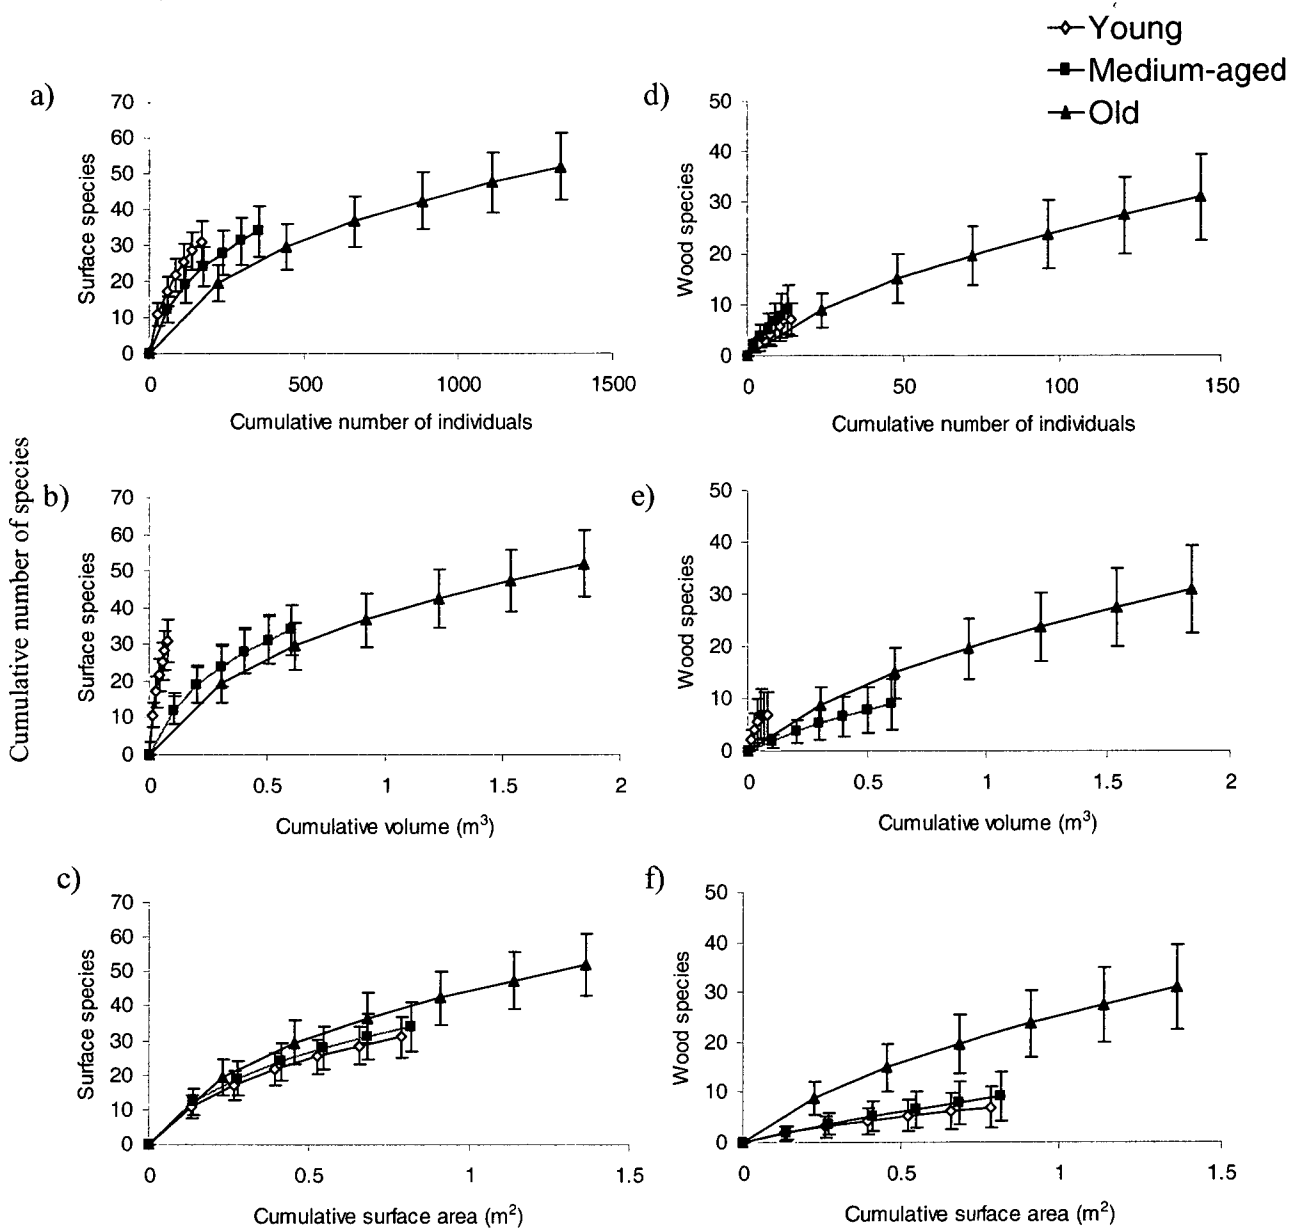 Young
Medium-aged
Old
a)
Surface species
70
60
50
40
30
20
10
0
0 500 1000 1500
Cumulative number of individuals
d)
Wood species
50
40
30
20
10
0
0 50 100 150
Cumulative number of individuals
Cumulative number of species
b)
Surface species
70
60
50
40
30
20
10
0
0 0.5 1 1.5 2
Cumulative volume (m³)
e)
Wood species
50
40
30
20
10
0
0 0.5 1 1.5 2
Cumulative volume (m³)
c)
Surface species
70
60
50
40
30
20
10
0
0 0.5 1 1.5
Cumulative surface area (m²)
f)
Wood species
50
40
30
20
10
0
0 0.5 1 1.5
Cumulative surface area (m²)